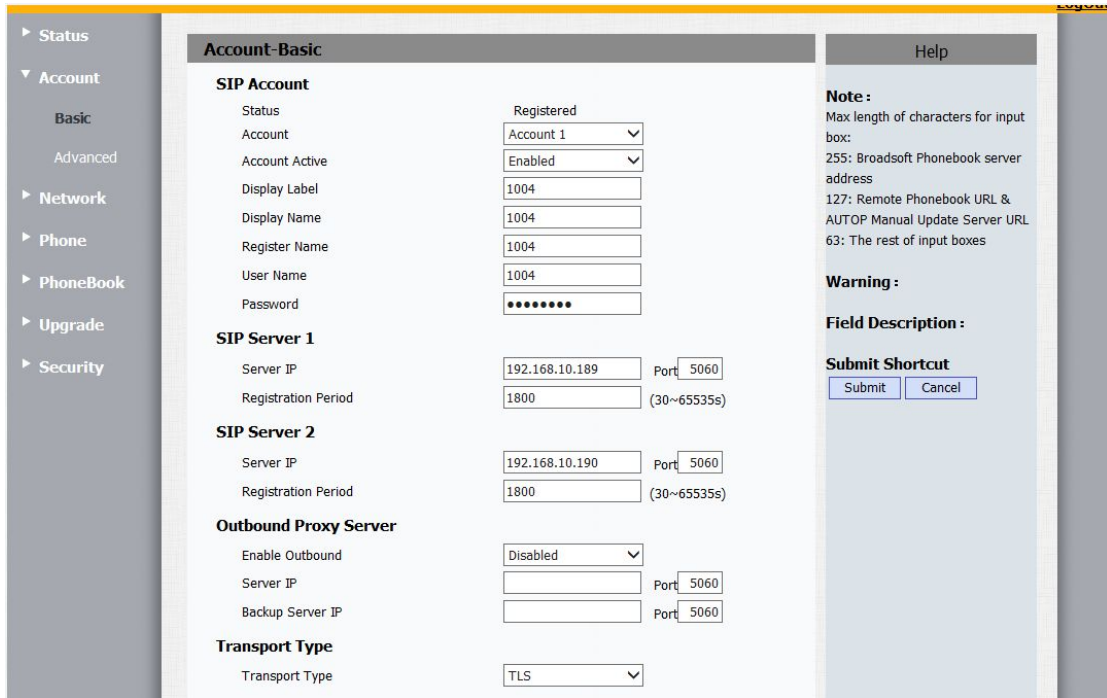 LogOut
Status
Account
Basic
Advanced
Network
Phone
PhoneBook
Upgrade
Security
Account-Basic
SIP Account
Status Registered
Account Account 1
Account Active Enabled
Display Label 1004
Display Name 1004
Register Name 1004
User Name 1004
Password ••••••••
SIP Server 1
Server IP 192.168.10.189 Port 5060
Registration Period 1800 (30~65535s)
SIP Server 2
Server IP 192.168.10.190 Port 5060
Registration Period 1800 (30~65535s)
Outbound Proxy Server
Enable Outbound Disabled
Server IP Port 5060
Backup Server IP Port 5060
Transport Type
Transport Type TLS
Help
Note :
Max length of characters for input
box:
255: Broadsoft Phonebook server
address
127: Remote Phonebook URL &
AUTOP Manual Update Server URL
63: The rest of input boxes
Warning :
Field Description :
Submit Shortcut
Submit Cancel